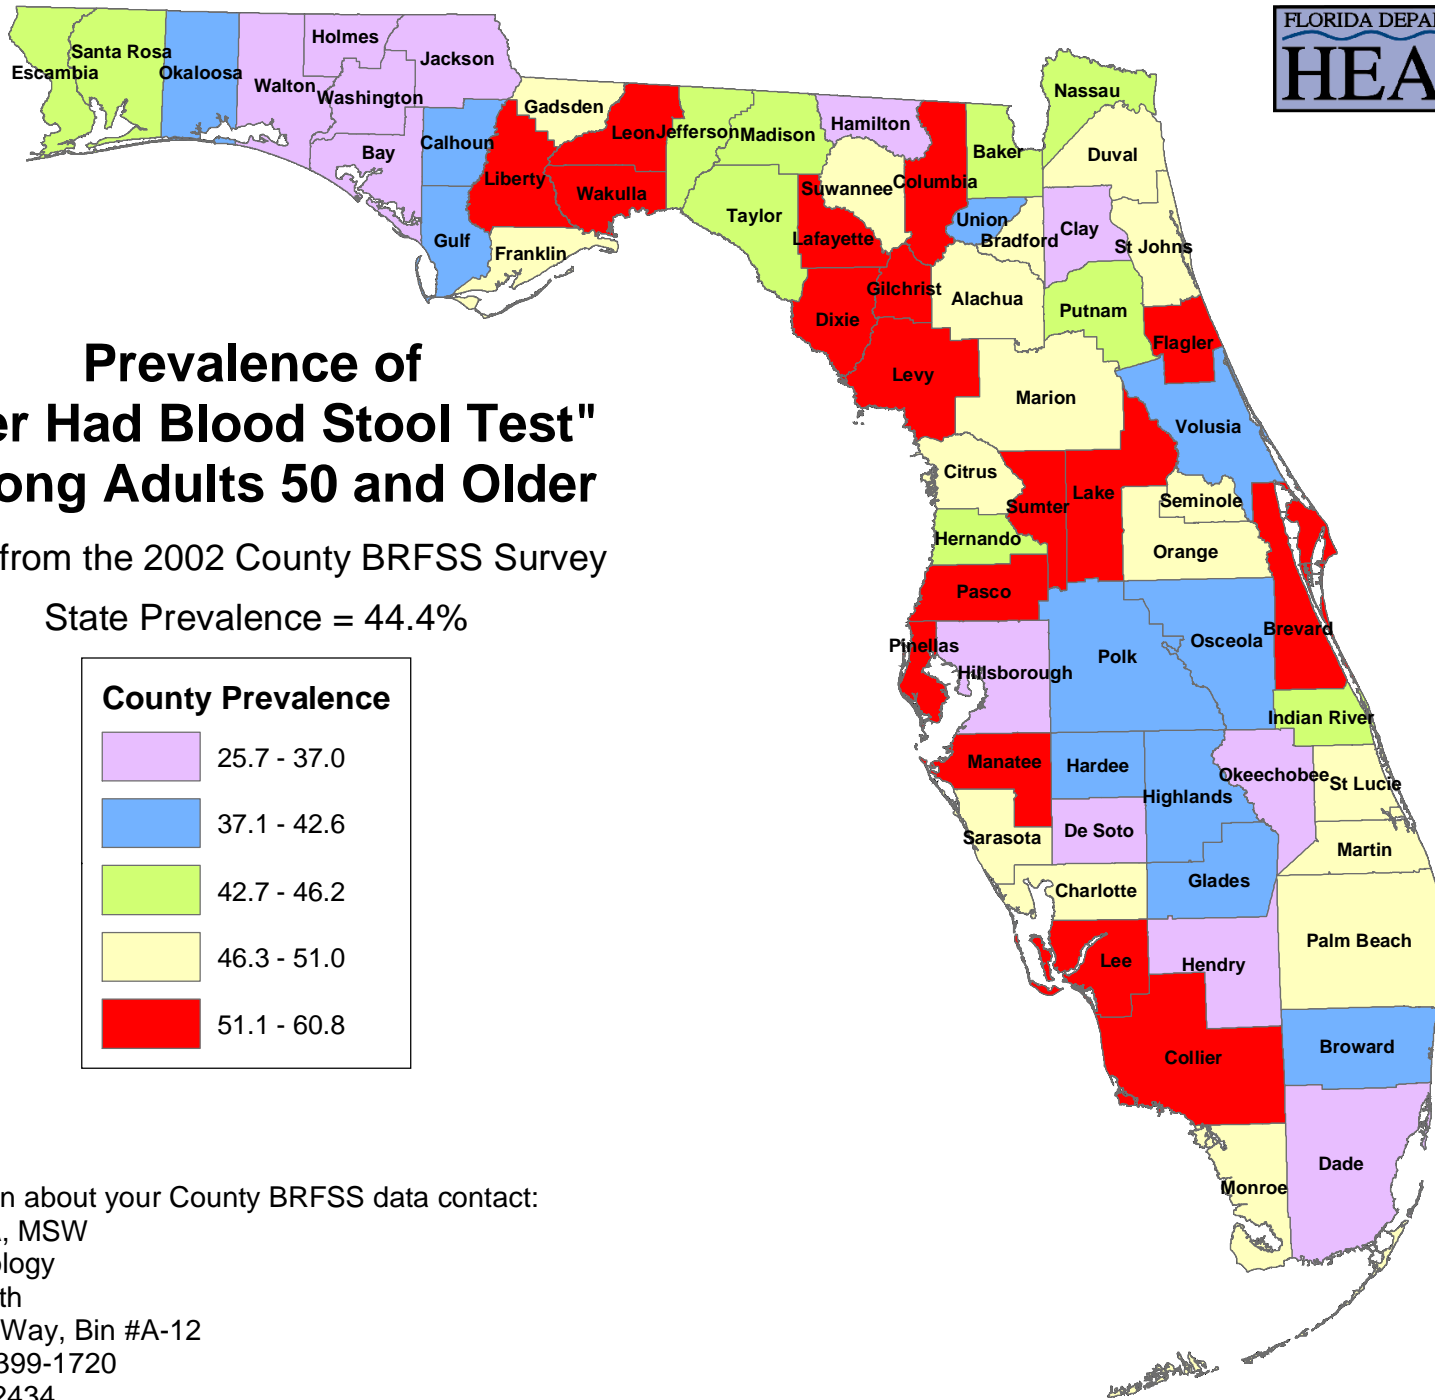 FLORIDA DEPA
HEA
Holmes
Santa Rosa
Jackson
Escambia
Okaloosa
Walton
Washington
Nassau
Gadsden
Hamilton
Leon
Jefferson
Madison
Calhoun
Bay
Baker
Duval
Liberty
Suwannee
Columbia
Wakulla
Taylor
Union
Clay
Bradford
Gulf
Lafayette
St Johns
Franklin
Gilchrist
Alachua
Putnam
Dixie
Flagler
Levy
Marion
Volusia
Citrus
Lake
Seminole
Sumter
Hernando
Orange
Pasco
Brevard
Pinellas
Osceola
Polk
Hillsborough
Indian River
Manatee
Hardee
Okeechobee
St Lucie
Highlands
De Soto
Sarasota
Martin
Glades
Charlotte
Palm Beach
Lee
Hendry
Broward
Collier
Dade
Monroe
Prevalence of
er Had Blood Stool Test"
ong Adults 50 and Older
from the 2002 County BRFSS Survey
State Prevalence = 44.4%
County Prevalence
25.7 - 37.0
37.1 - 42.6
42.7 - 46.2
46.3 - 51.0
51.1 - 60.8
n about your County BRFSS data contact:
, MSW
ology
th
Way, Bin #A-12
399-1720
2434